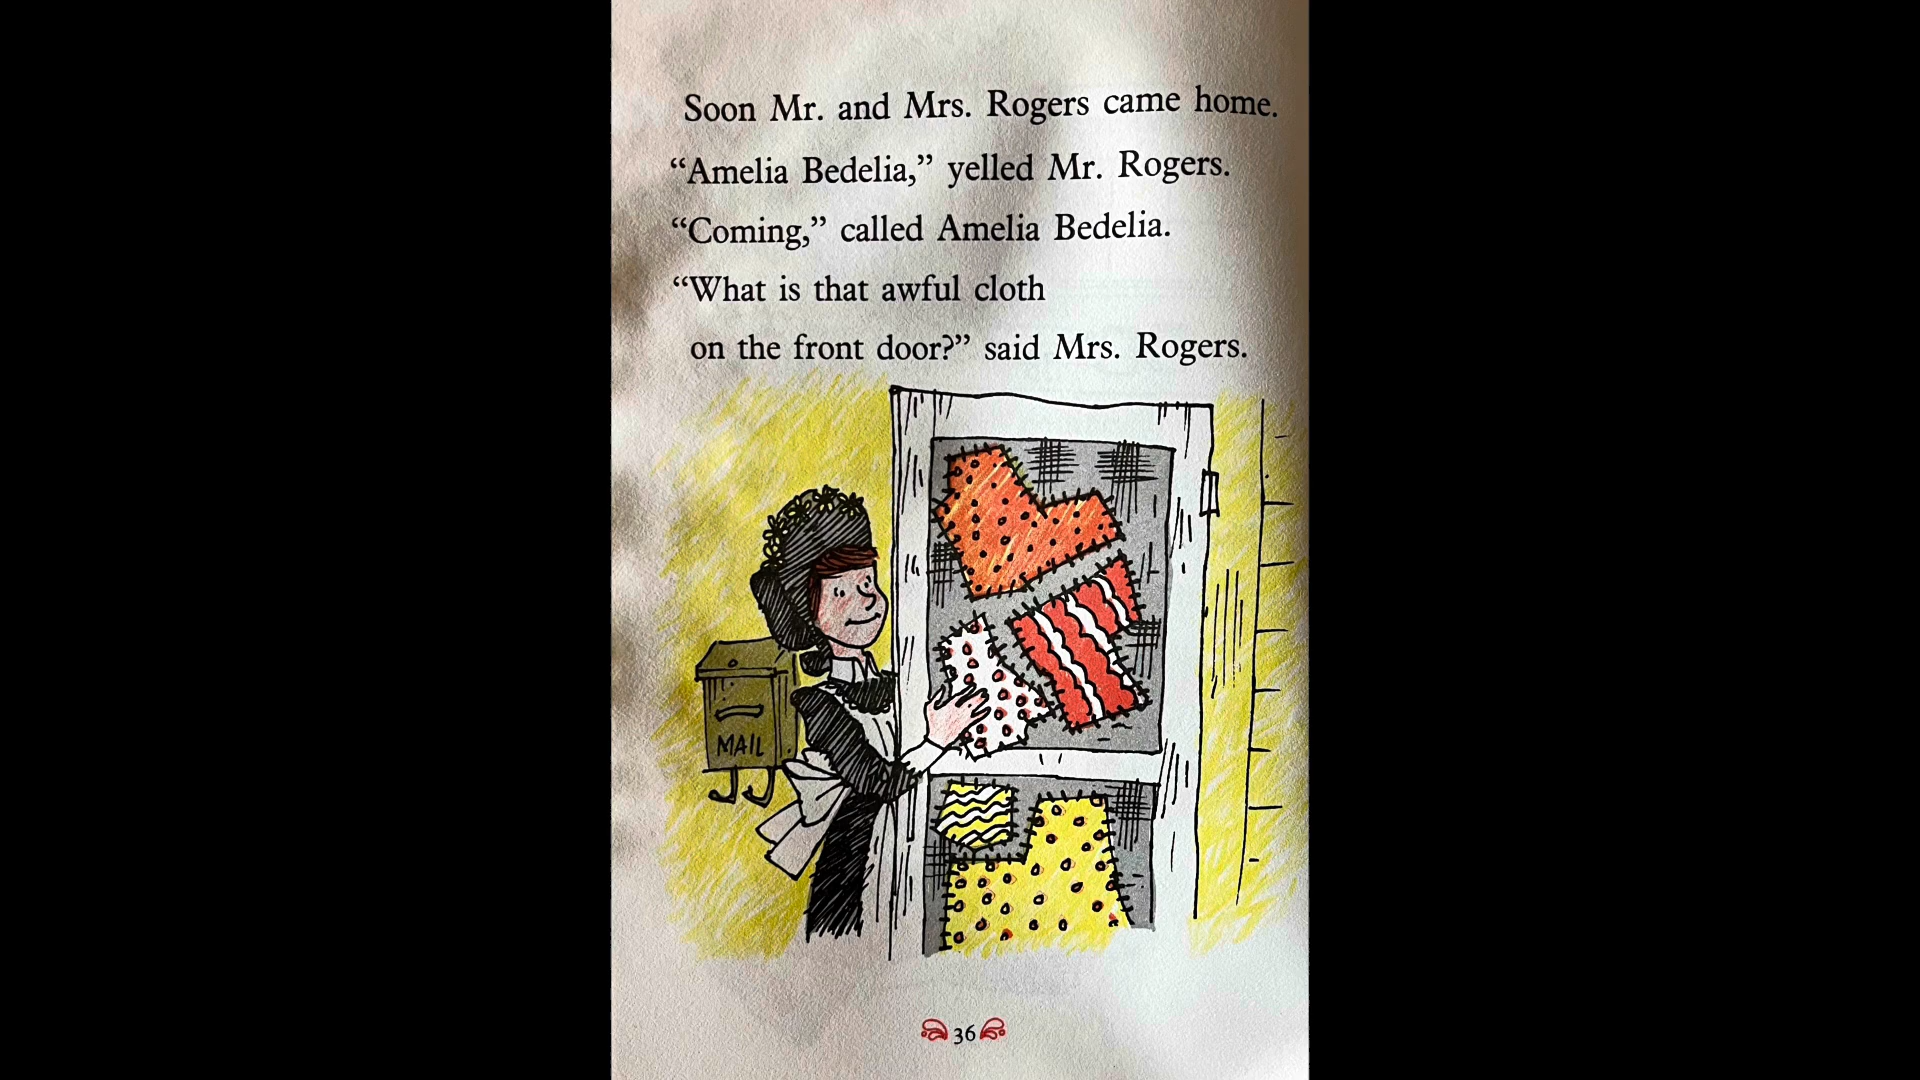 Soon Mr. and Mrs. Rogers came home.
“Amelia Bedelia,” yelled Mr. Rogers.
“Coming,” called Amelia Bedelia.
“What is that awful cloth
on the front door?” said Mrs. Rogers.
MAIL
36